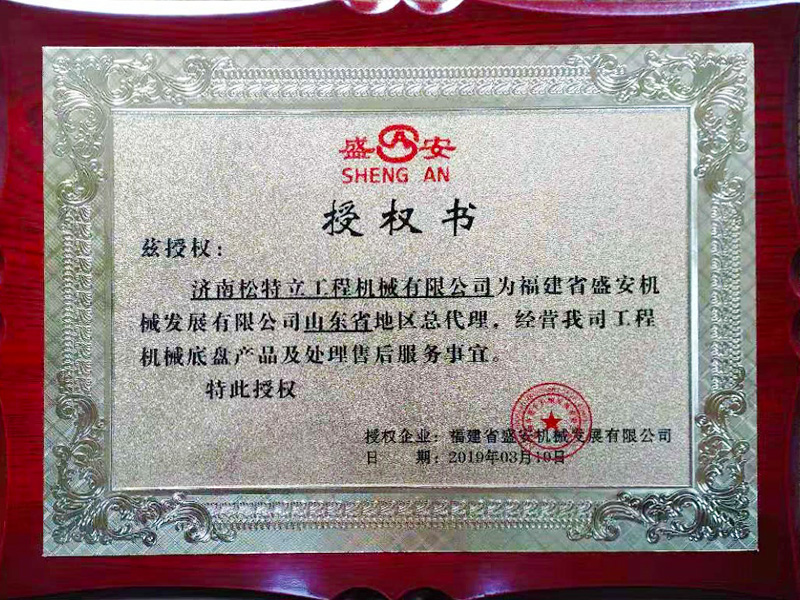 盛安
SHENG AN
授权书
兹授权：
济南松特立工程机械有限公司为福建省盛安机
械发展有限公司山东省地区总代理，经营我司工程
机械底盘产品及处理售后服务事宜。
特此授权
授权企业：福建省盛安机械发展有限公司
日　期：2019年03月10日